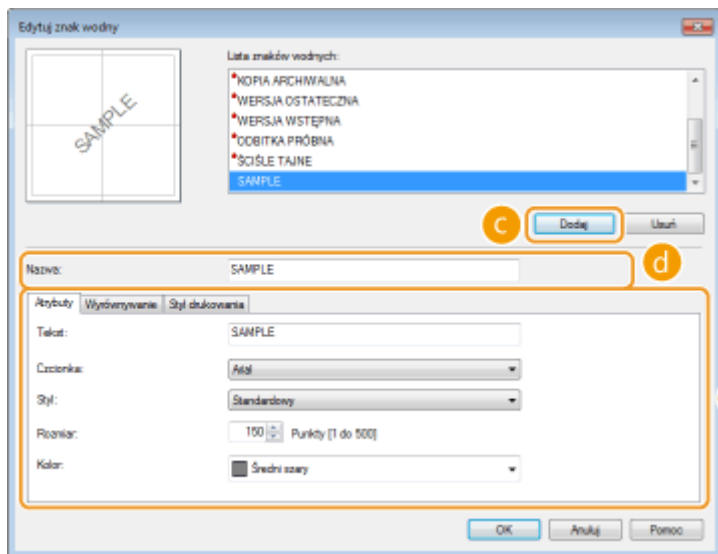 Edytuj znak wodny
SAMPLE
Lista znaków wodnych:
*KOPIA ARCHIWALNA
*WERSJA OSTATECZNA
*WERSJA WSTĘPNA
*ODBITKA PRÓBNA
*ŚCIŚLE TAJNE
SAMPLE
C Dodaj Usuń
d
Nazwa: SAMPLE
Atrybuty Wyrównywanie Styl drukowania
Tekst: SAMPLE
Czcionka: Arial
Styl: Standardowy
Rozmiar: 150 Punkty [1 do 500]
Kolor: Średni szary
OK Anuluj Pomoc